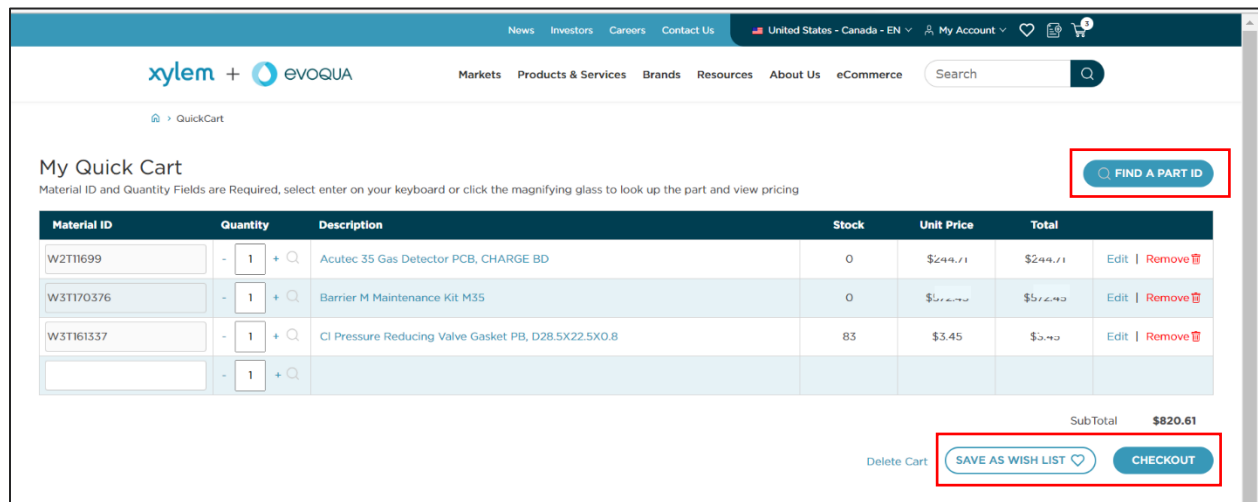 News Investors Careers Contact Us United States - Canada - EN My Account 3
xylem + evoqua Markets Products & Services Brands Resources About Us eCommerce Search
> QuickCart
My Quick Cart
Material ID and Quantity Fields are Required, select enter on your keyboard or click the magnifying glass to look up the part and view pricing
FIND A PART ID
Material ID Quantity Description Stock Unit Price Total
W2T11699 - 1 + Acutec 35 Gas Detector PCB, CHARGE BD 0 Edit | Remove
W3T170376 - 1 + Barrier M Maintenance Kit M35 0 Edit | Remove
W3T161337 - 1 + Cl Pressure Reducing Valve Gasket PB, D28.5X22.5X0.8 83 $3.45 Edit | Remove
- 1 +
SubTotal $820.61
Delete Cart SAVE AS WISH LIST CHECKOUT